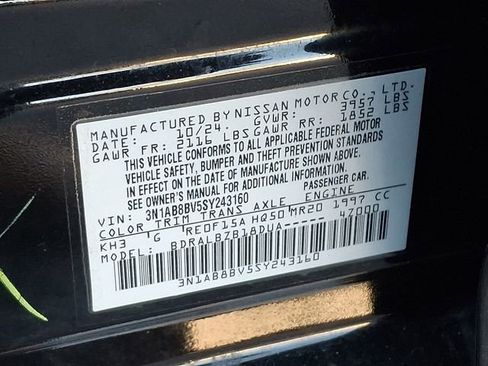 MANUFACTURED BY NISSAN MOTOR CO., LTD.
DATE: 10/24 GVWR: 3957 LBS
GAWR FR: 2116 LBS GAWR RR: 1852 LBS
THIS VEHICLE CONFORMS TO ALL APPLICABLE FEDERAL MOTOR
VEHICLE SAFETY, BUMPER AND THEFT PREVENTION STANDARDS
IN EFFECT ON THE DATE OF MANUFACTURE SHOWN ABOVE.
SEE OWNER'S MANUAL FOR ADDITIONAL INFORMATION.
VIN: 3N1AB8BV5SY243160 PASSENGER CAR.
COLOR TRIM TRANS AXLE ENGINE
KH3 G RE0F15A HQ50 MR20 1997 CC
MODEL: BDRALBZB18DUA----- 47000
3N1AB8BV5SY243160